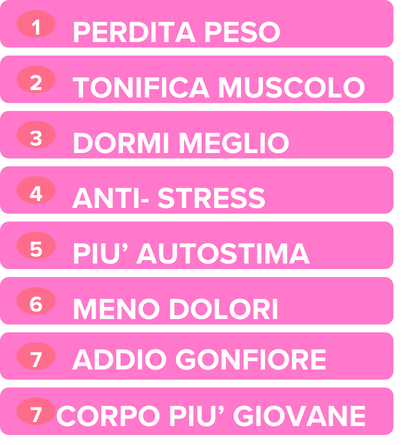 1 PERDITA PESO
2 TONIFICA MUSCOLO
3 DORMI MEGLIO
4 ANTI- STRESS
5 PIU’ AUTOSTIMA
6 MENO DOLORI
7 ADDIO GONFIORE
7 CORPO PIU’ GIOVANE